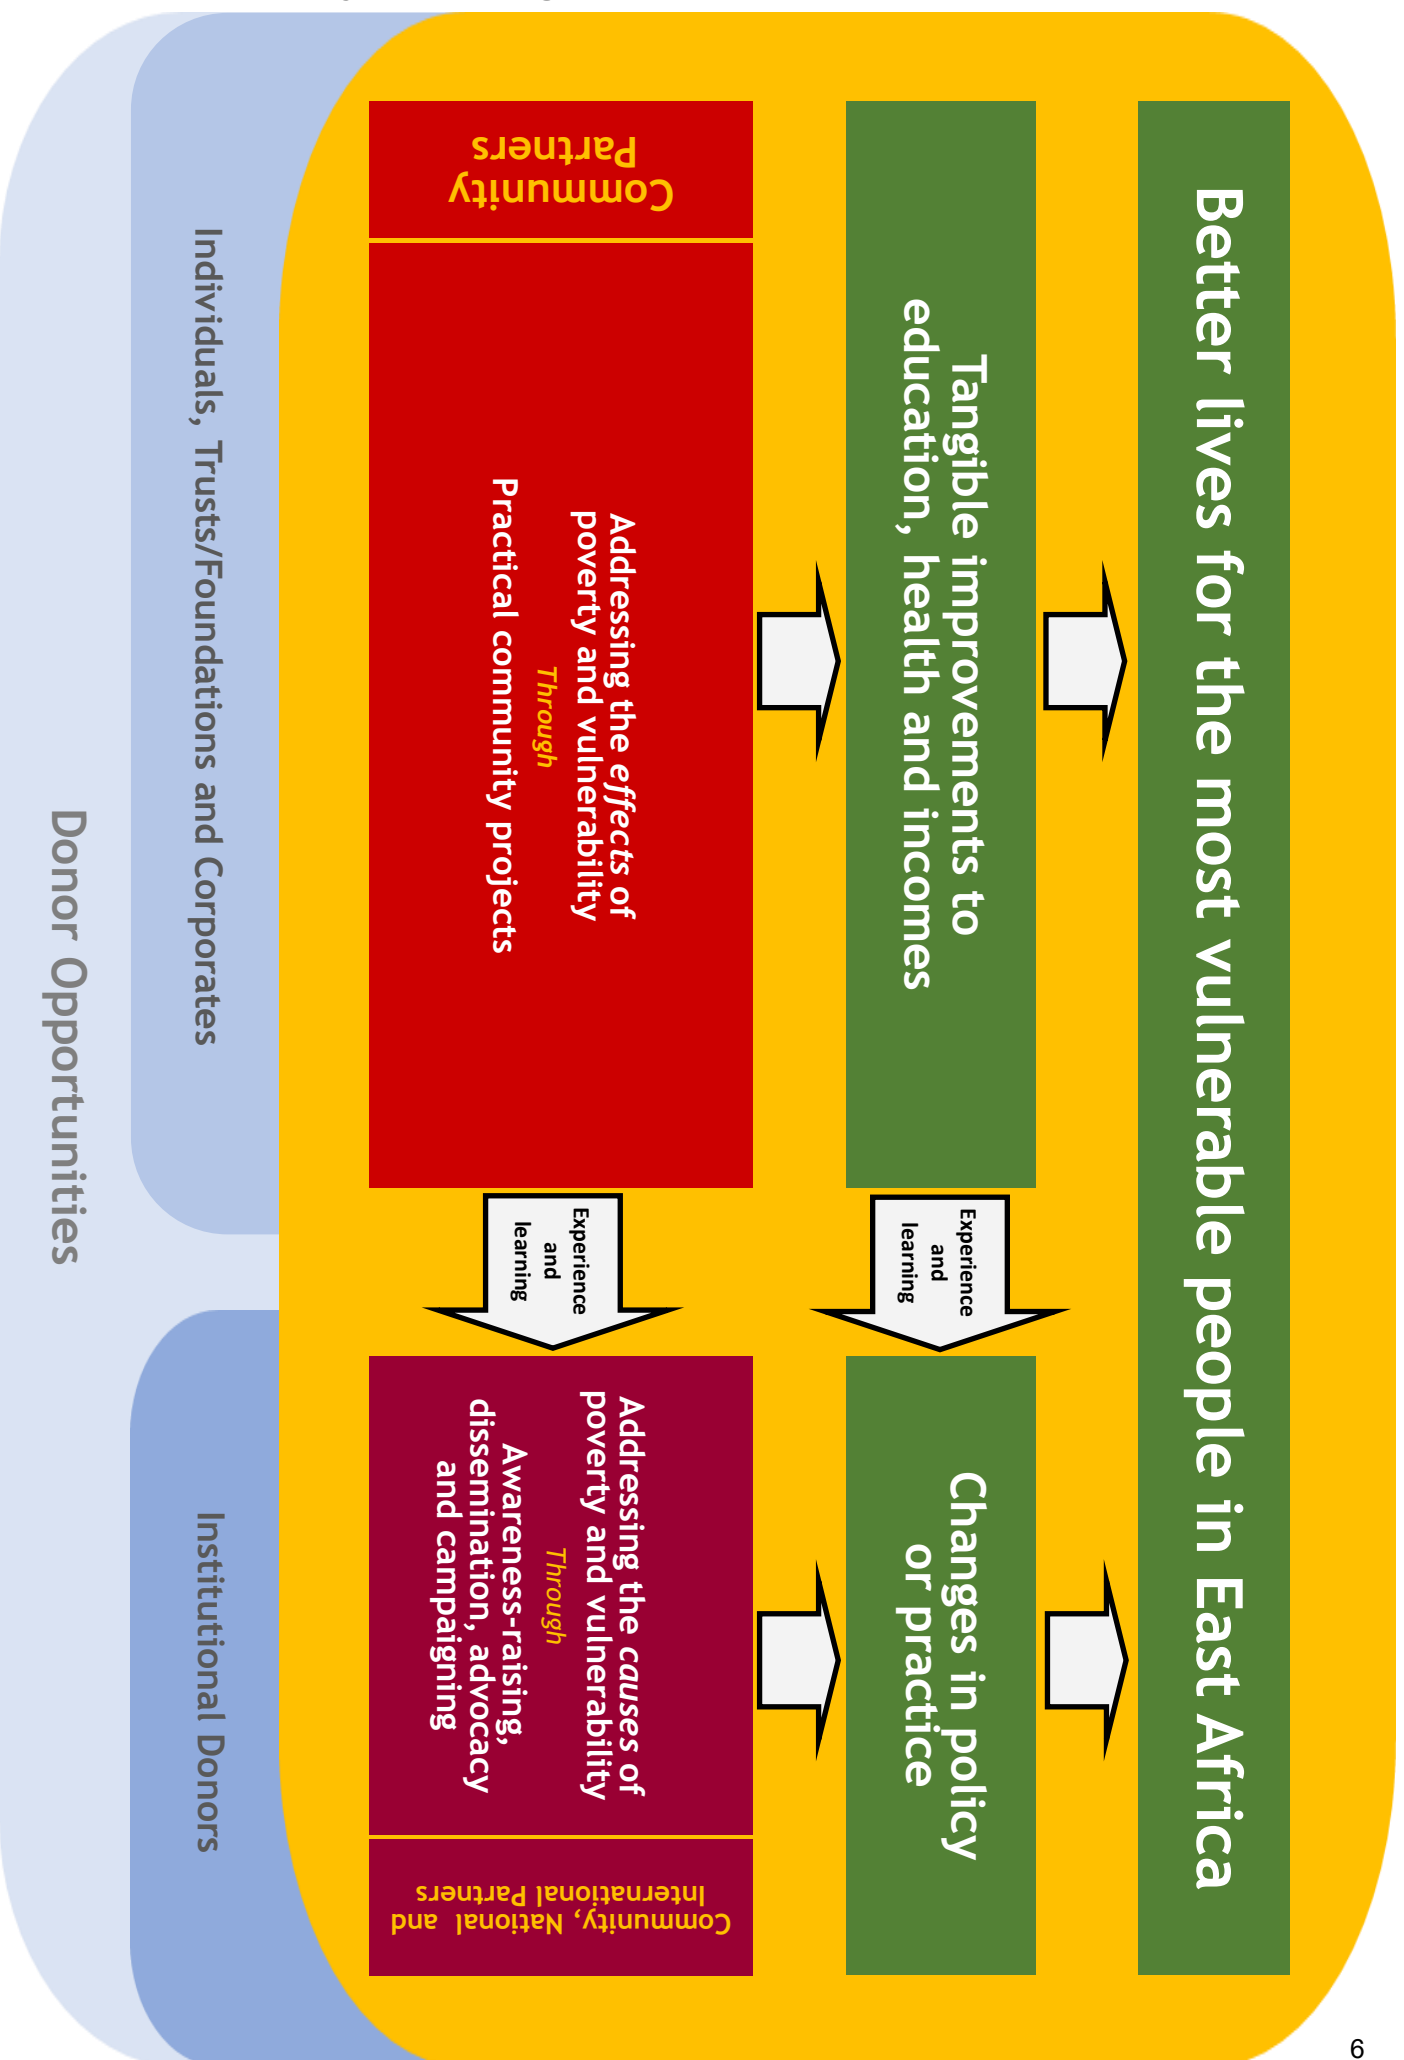 Better lives for the most vulnerable people in East Africa
Tangible improvements to
education, health and incomes
Changes in policy
or practice
Experience
and
learning
Community
Partners
Addressing the effects of
poverty and vulnerability
Through
Practical community projects
Experience
and
learning
Addressing the causes of
poverty and vulnerability
Through
Awareness-raising,
dissemination, advocacy
and campaigning
Community, National and
International Partners
Individuals, Trusts/Foundations and Corporates
Institutional Donors
Donor Opportunities
6